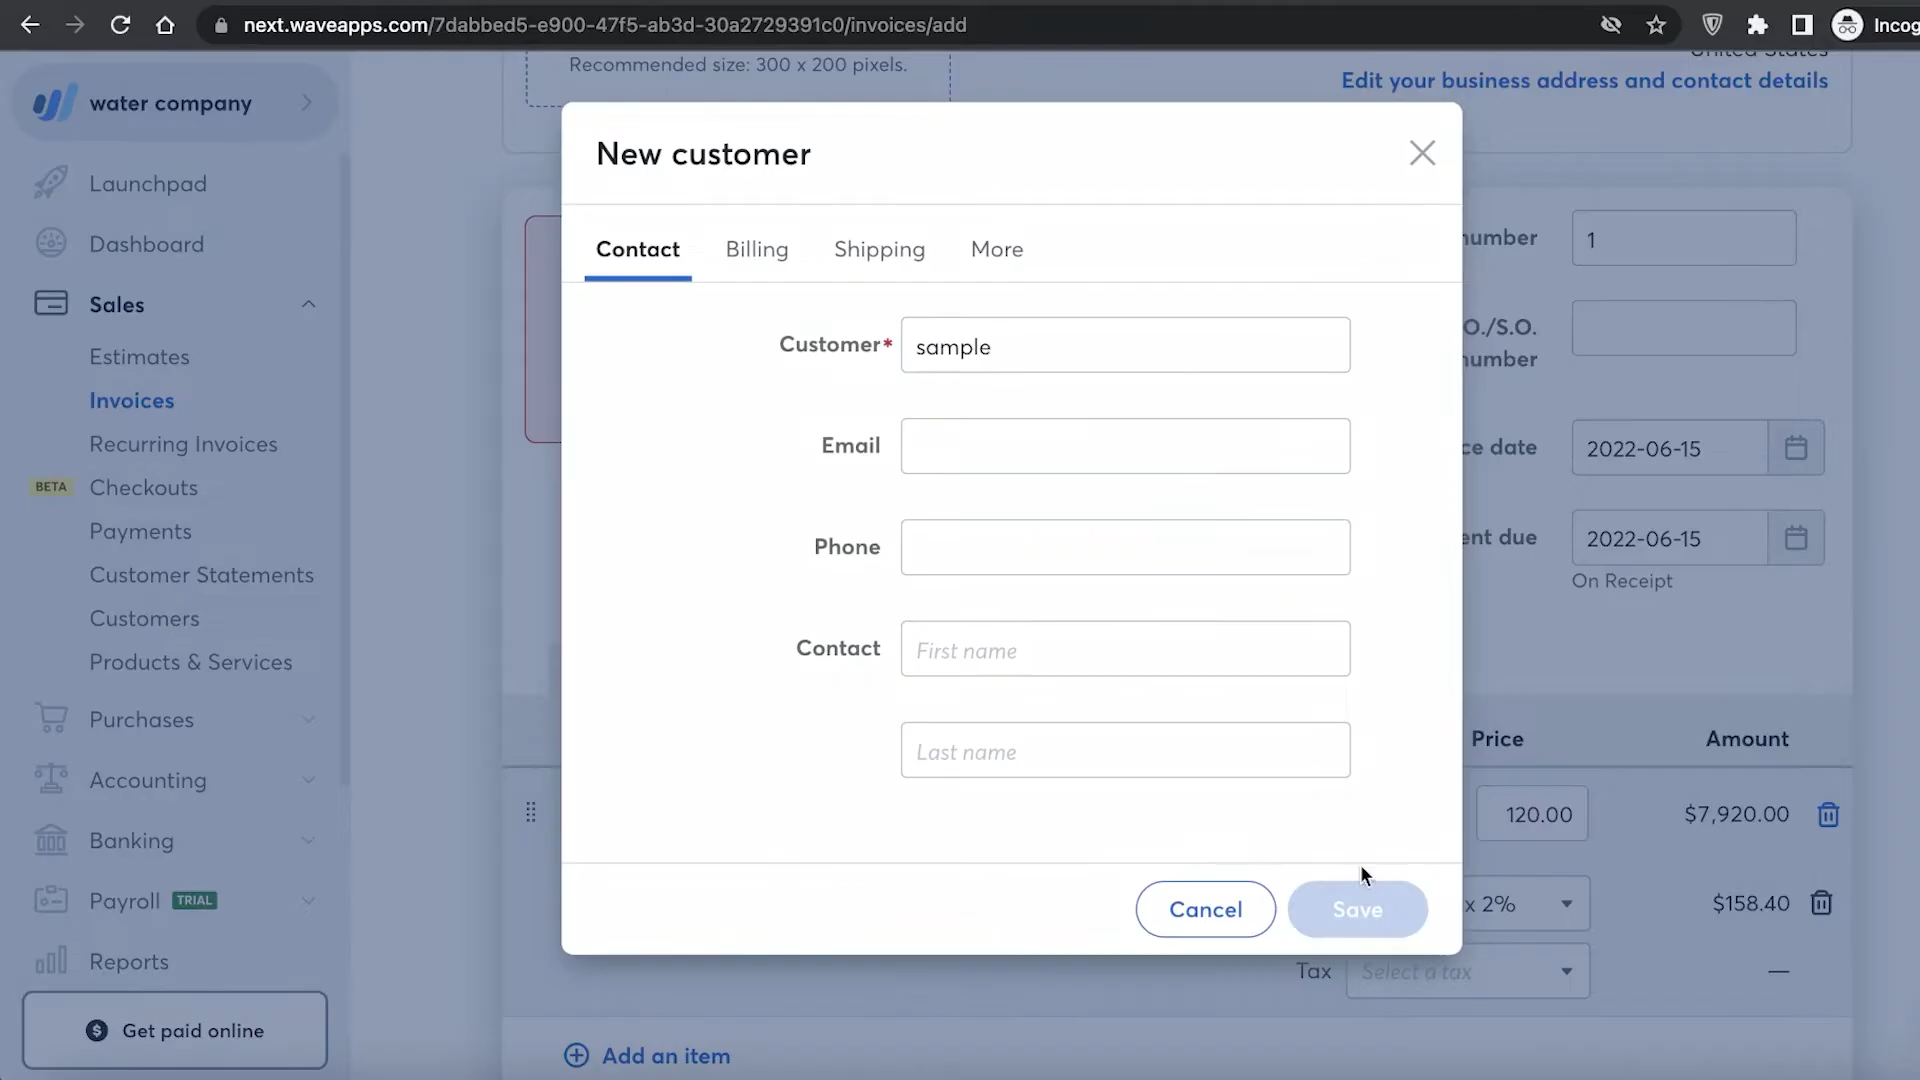 next.waveapps.com/7dabbed5-e900-47f5-ab3d-30a2729391c0/invoices/add
Incog
water company
Launchpad
Dashboard
Sales
Estimates
Invoices
Recurring Invoices
BETA
Checkouts
Payments
Customer Statements
Customers
Products & Services
Purchases
Accounting
Banking
Payroll
TRIAL
Reports
Get paid online
Recommended size: 300 x 200 pixels.
United States
Edit your business address and contact details
New customer
Contact
Billing
Shipping
More
Customer*
sample
Email
Phone
Contact
First name
Last name
Cancel
Save
number
1
O./S.O.
number
ce date
2022-06-15
ent due
2022-06-15
On Receipt
Price
Amount
120.00
$7,920.00
x 2%
$158.40
Tax
Select a tax
—
Add an item